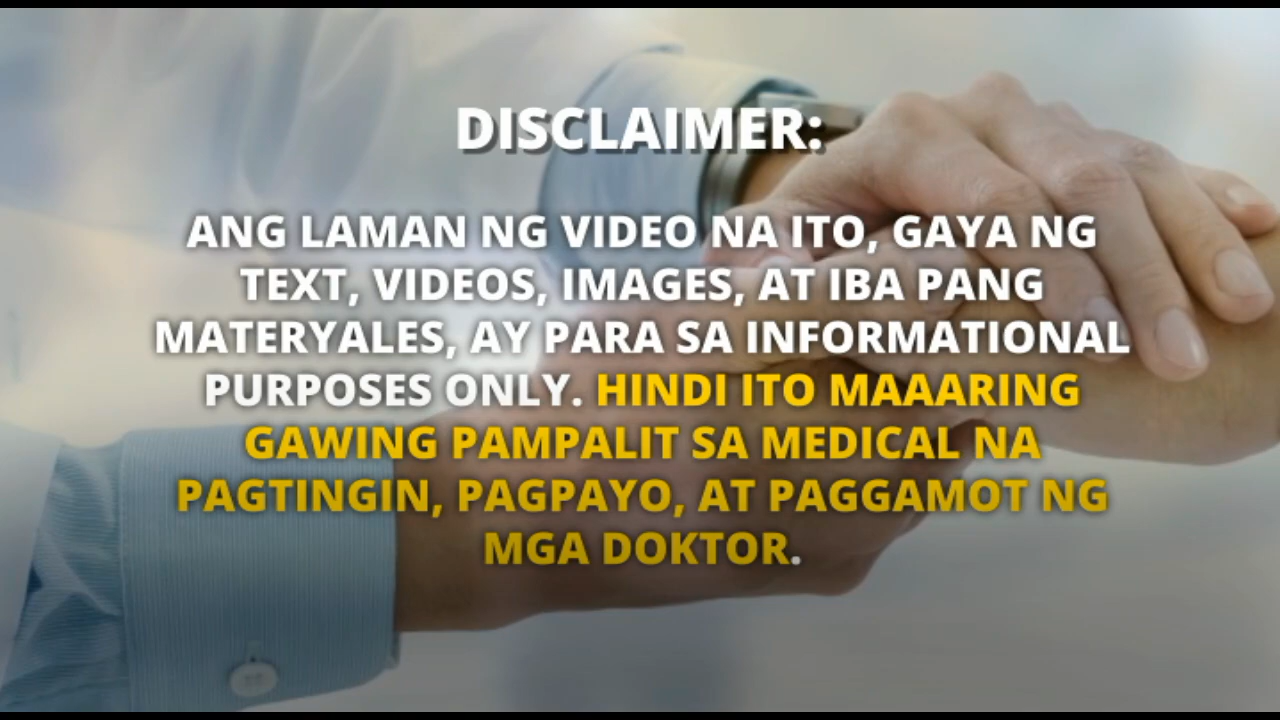 DISCLAIMER:
ANG LAMAN NG VIDEO NA ITO, GAYA NG
TEXT, VIDEOS, IMAGES, AT IBA PANG
MATERYALES, AY PARA SA INFORMATIONAL
PURPOSES ONLY. HINDI ITO MAAARING
GAWING PAMPALIT SA MEDICAL NA
PAGTINGIN, PAGPAYO, AT PAGGAMOT NG
MGA DOKTOR.